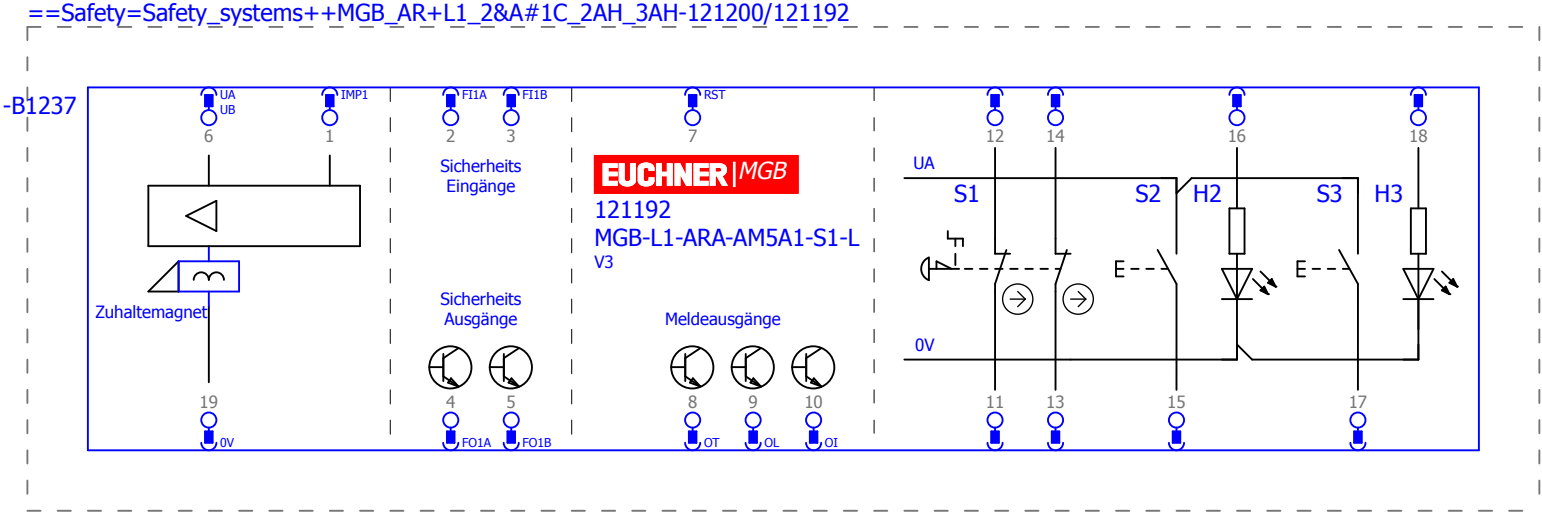 ==Safety=Safety_systems++MGB_AR+L1_2&A#1C_2AH_3AH-121200/121192
-B1237
UA
UB
IMP1
FI1A
FI1B
RST
6
1
2
3
7
12
14
16
18
Sicherheits
Eingänge
EUCHNER|MGB
121192
MGB-L1-ARA-AM5A1-S1-L
V3
UA
S1
S2
H2
S3
H3
Zuhaltemagnet
Sicherheits
Ausgänge
Meldeausgänge
0V
19
4
5
8
9
10
11
13
15
17
0V
FO1A
FO1B
OT
OL
OI